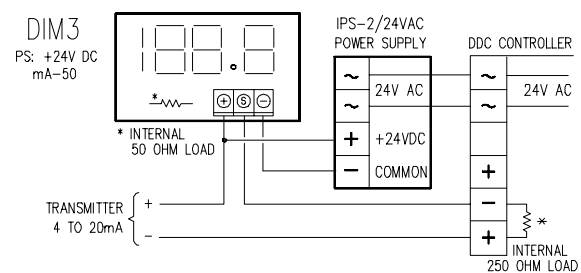 DIM3
PS: +24V DC
mA-50
188.8
* 
+ S −
* INTERNAL
50 OHM LOAD
IPS-2/24VAC
POWER SUPPLY
~
~
24V AC
+ +24VDC
− COMMON
DDC CONTROLLER
~
~
24V AC
+
−
+
*
INTERNAL
250 OHM LOAD
TRANSMITTER
4 TO 20mA
+
−